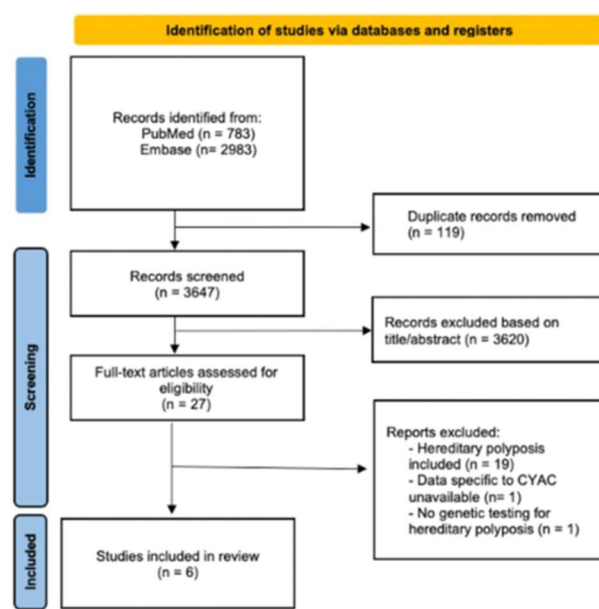 Identification of studies via databases and registers
Identification
Records identified from:
PubMed (n = 783)
Embase (n= 2983)
Duplicate records removed
(n = 119)
Screening
Records screened
(n = 3647)
Records excluded based on
title/abstract (n = 3620)
Full-text articles assessed for
eligibility
(n = 27)
Reports excluded:
- Hereditary polyposis
included (n = 19)
- Data specific to CYAC
unavailable (n= 1)
- No genetic testing for
hereditary polyposis (n = 1)
Included
Studies included in review
(n = 6)